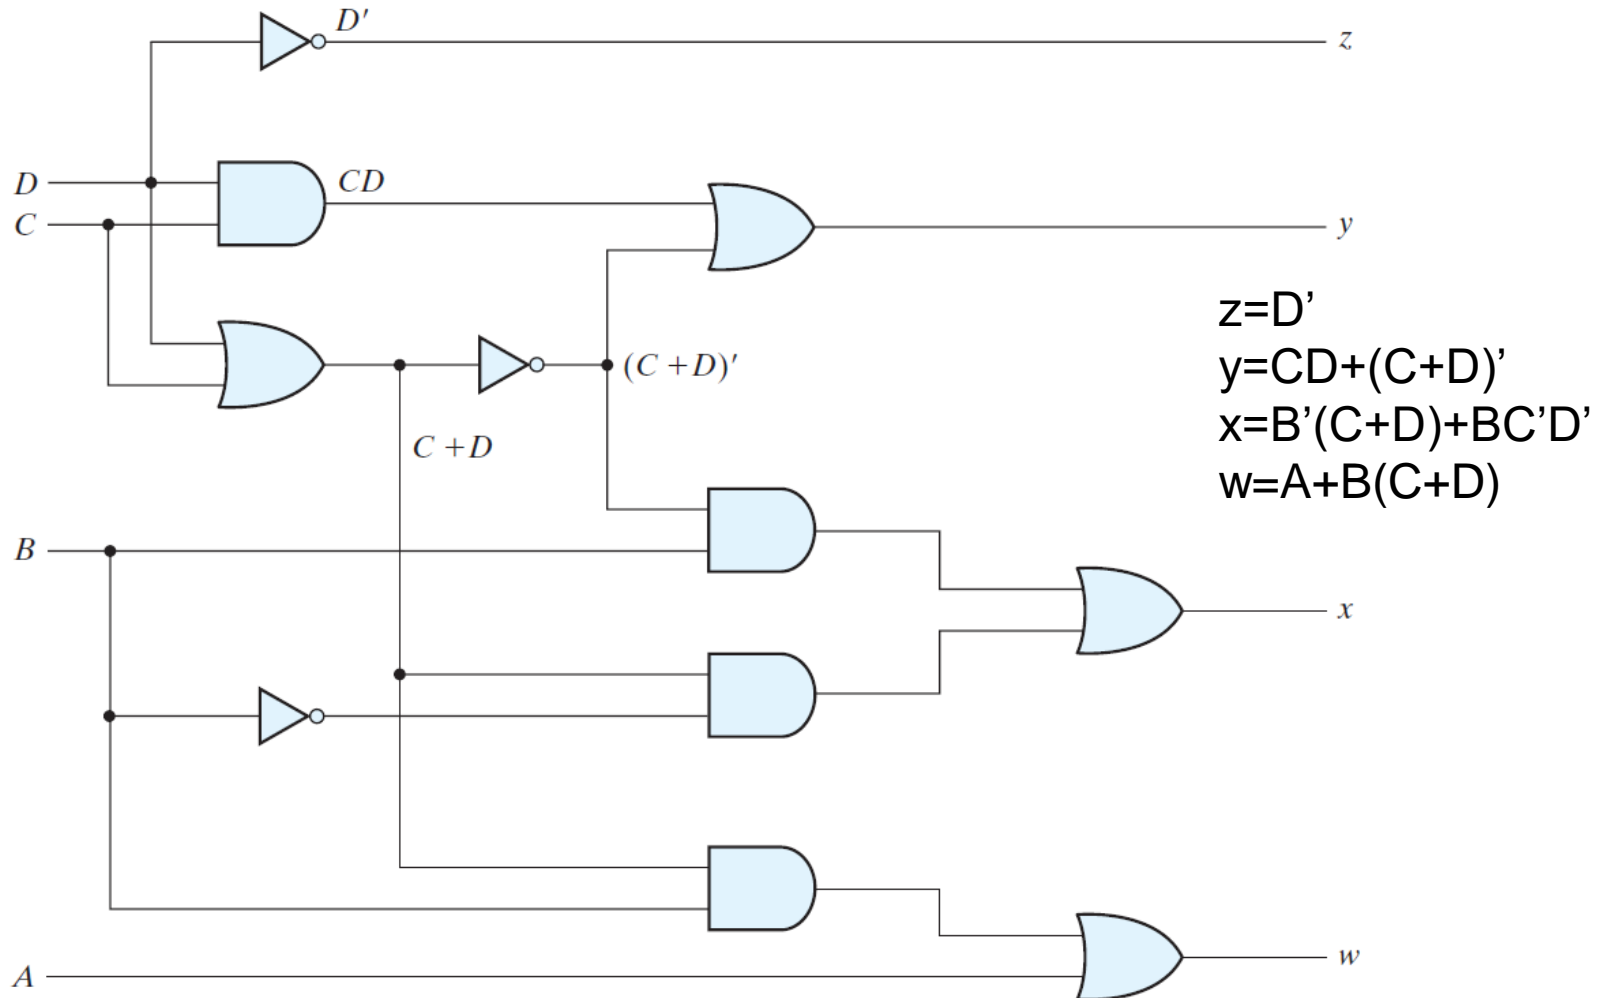 D′
z
D
CD
C
y
z=D’
y=CD+(C+D)’
(C +D)′
x=B’(C+D)+BC’D’
C +D
w=A+B(C+D)
B
x
w
A